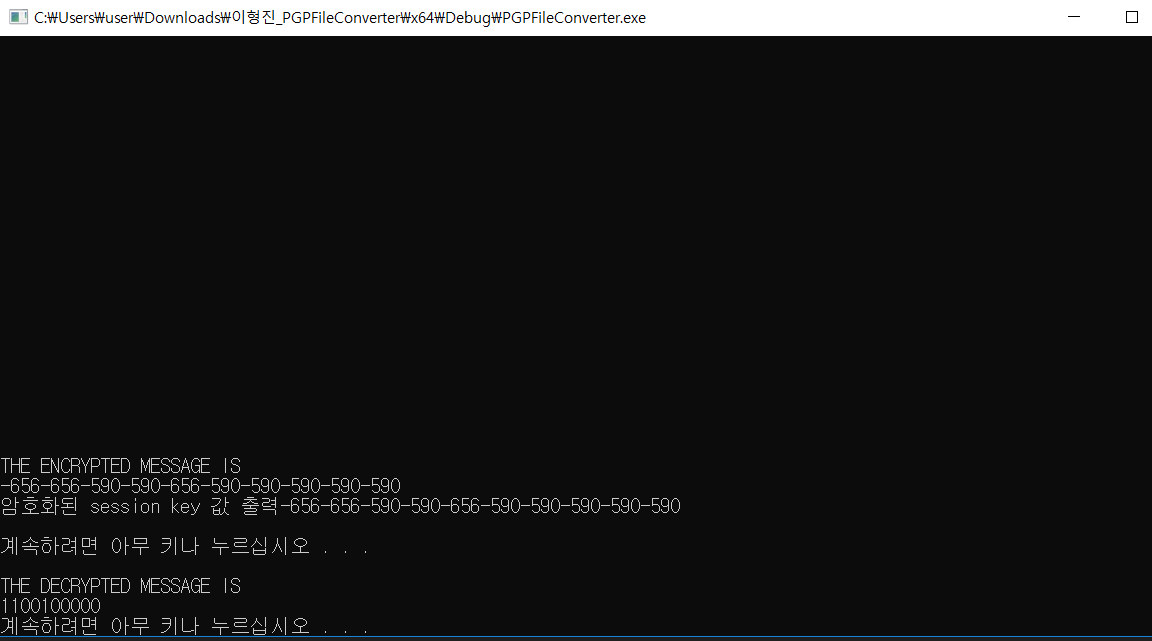 C:₩Users₩user₩Downloads₩이형진_PGPFileConverter₩x64₩Debug₩PGPFileConverter.exe
THE ENCRYPTED MESSAGE IS
-656-656-590-590-656-590-590-590-590-590
암호화된 session key 값 출력-656-656-590-590-656-590-590-590-590-590
계속하려면 아무 키나 누르십시오 . . .
THE DECRYPTED MESSAGE IS
1100100000
계속하려면 아무 키나 누르십시오 . . .